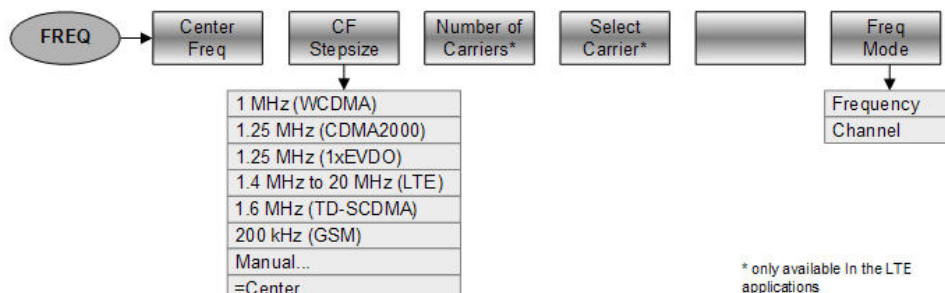 FREQ
Center
Freq
CF
Stepsize
Number of
Carriers*
Select
Carrier*
Freq
Mode
1 MHz (WCDMA)
1.25 MHz (CDMA2000)
1.25 MHz (1xEVDO)
1.4 MHz to 20 MHz (LTE)
1.6 MHz (TD-SCDMA)
200 kHz (GSM)
Manual...
=Center
Frequency
Channel
* only available In the LTE
applications